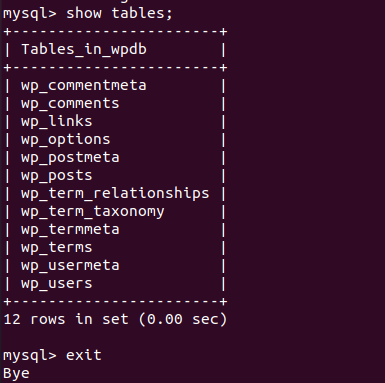 mysql> show tables;
+-----------------------+
| Tables_in_wpdb        |
+-----------------------+
| wp_commentmeta        |
| wp_comments           |
| wp_links              |
| wp_options            |
| wp_postmeta           |
| wp_posts              |
| wp_term_relationships |
| wp_term_taxonomy      |
| wp_termmeta           |
| wp_terms              |
| wp_usermeta           |
| wp_users              |
+-----------------------+
12 rows in set (0.00 sec)
mysql> exit
Bye